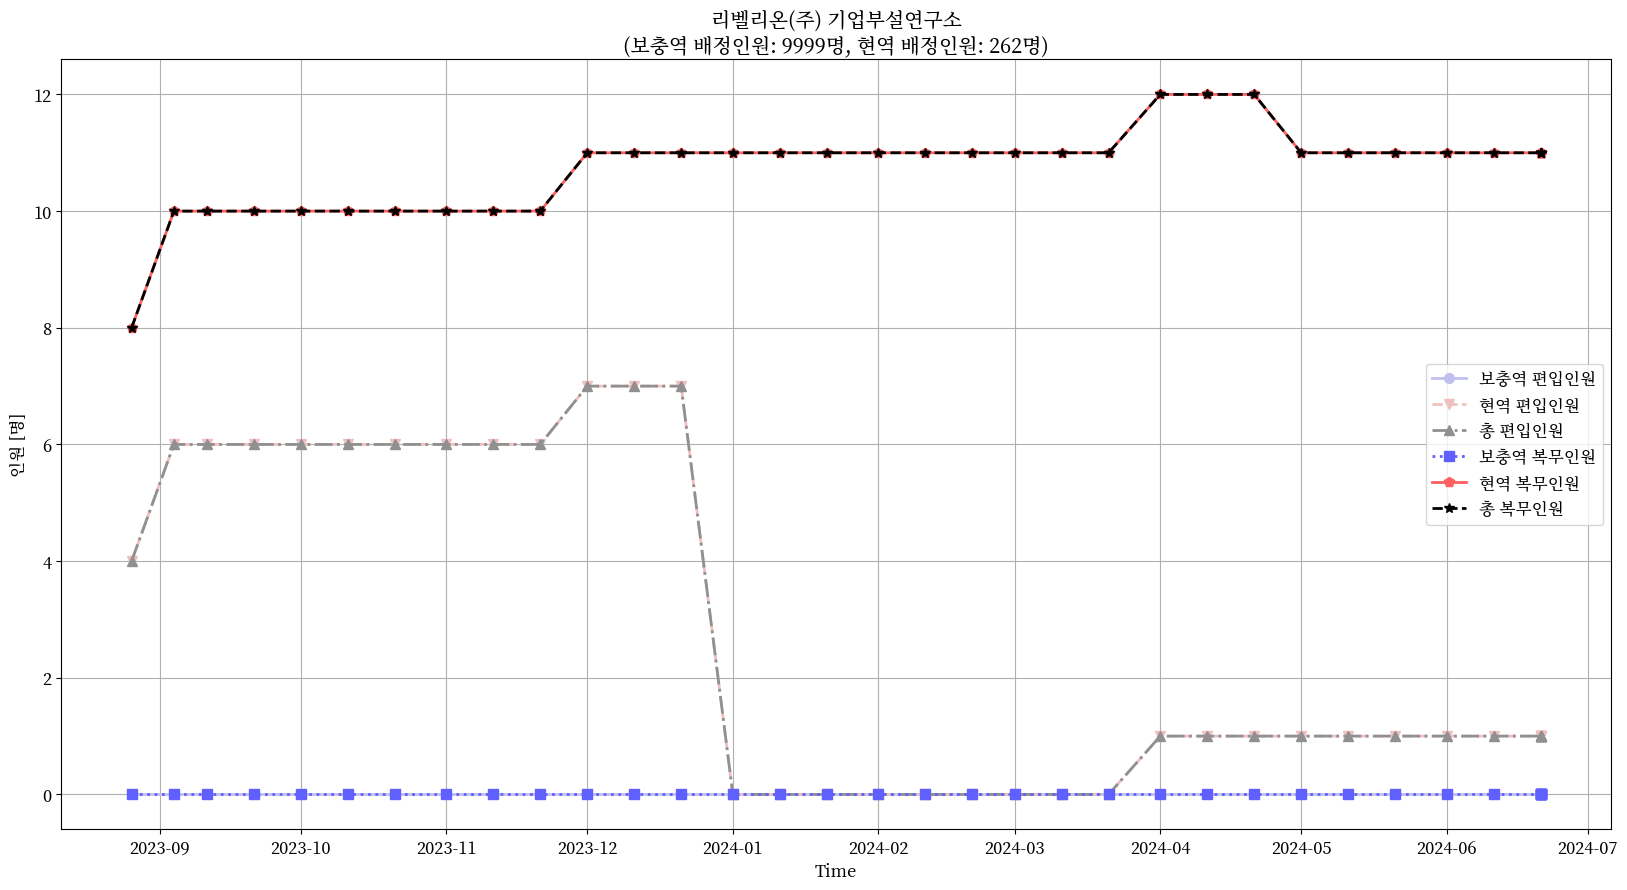 리벨리온(주) 기업부설연구소
(보충역 배정인원: 9999명, 현역 배정인원: 262명)
인원 [명]
12
10
8
6
4
2
0
보충역 편입인원
현역 편입인원
총 편입인원
보충역 복무인원
현역 복무인원
총 복무인원
2023-09
2023-10
2023-11
2023-12
2024-01
2024-02
2024-03
2024-04
2024-05
2024-06
2024-07
Time